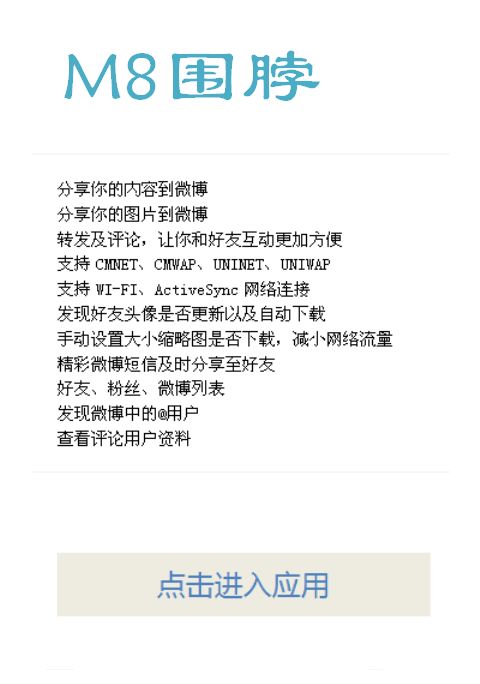 M8围脖
分享你的内容到微博
分享你的图片到微博
转发及评论，让你和好友互动更加方便
支持 CMNET、CMWAP、UNINET、UNIWAP
支持 WI-FI、ActiveSync 网络连接
发现好友头像是否更新以及自动下载
手动设置大小缩略图是否下载，减小网络流量
精彩微博短信及时分享至好友
好友、粉丝、微博列表
发现微博中的@用户
查看评论用户资料
点击进入应用